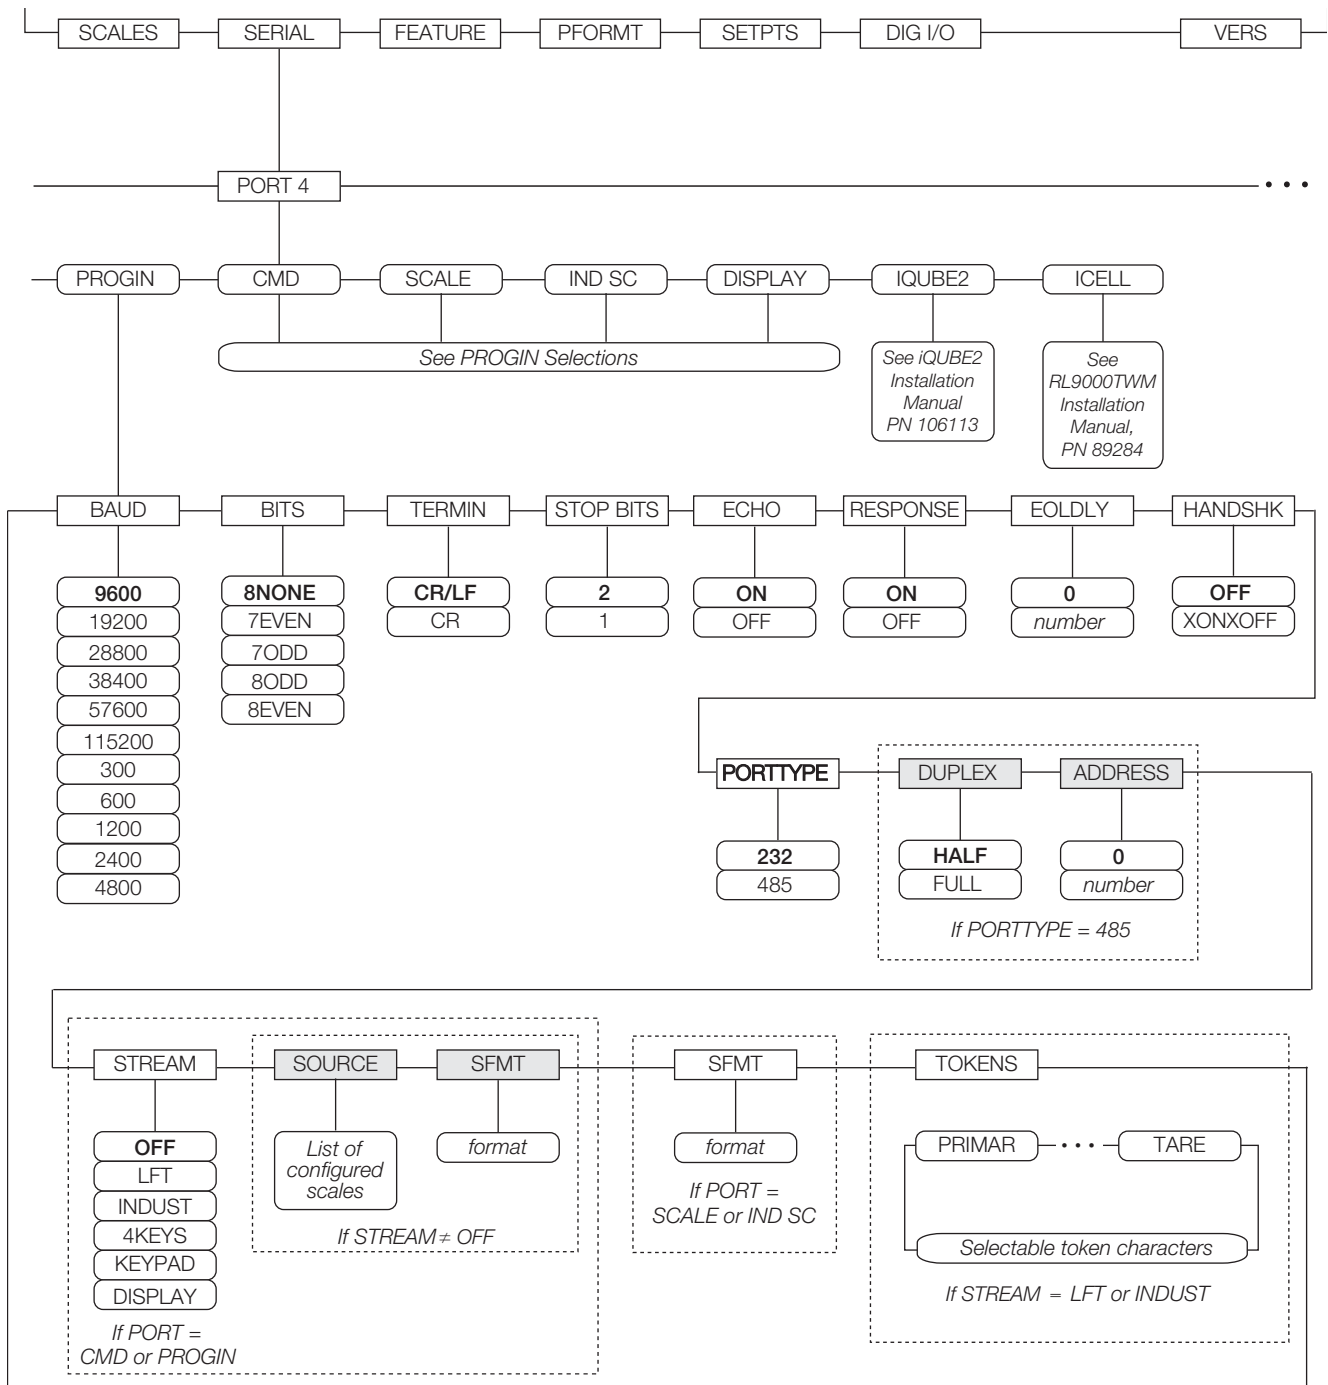 SCALES SERIAL FEATURE PFORMT SETPTS DIG I/O VERS
PORT 4
• • •
PROGIN CMD SCALE IND SC DISPLAY IQUBE2 ICELL
See PROGIN Selections
See iQUBE2
Installation
Manual
PN 106113
See
RL9000TWM
Installation
Manual,
PN 89284
BAUD BITS TERMIN STOP BITS ECHO RESPONSE EOLDLY HANDSHK
9600
19200
28800
38400
57600
115200
300
600
1200
2400
4800
8NONE
7EVEN
7ODD
8ODD
8EVEN
CR/LF
CR
2
1
ON
OFF
ON
OFF
0
number
OFF
XONXOFF
PORTTYPE DUPLEX ADDRESS
232
485
HALF
FULL
0
number
If PORTTYPE = 485
STREAM SOURCE SFMT SFMT TOKENS
OFF
LFT
INDUST
4KEYS
KEYPAD
DISPLAY
If PORT =
CMD or PROGIN
List of
configured
scales
format
If STREAM ≠ OFF
format
If PORT =
SCALE or IND SC
PRIMAR • • • TARE
Selectable token characters
If STREAM = LFT or INDUST